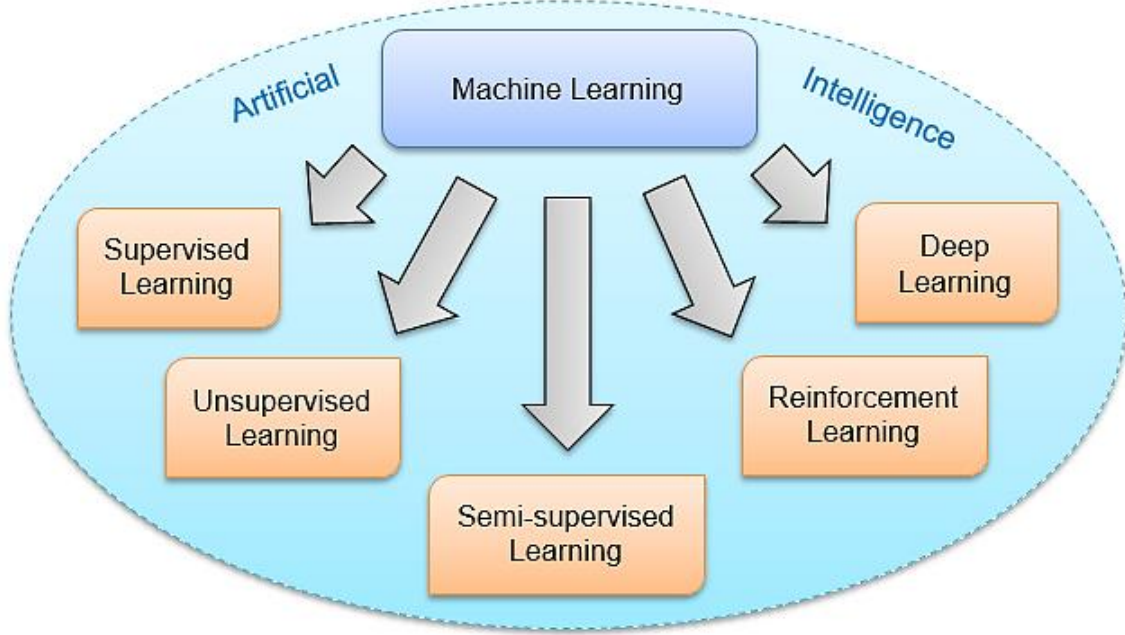 Artificial
Machine Learning
Intelligence
Supervised
Learning
Unsupervised
Learning
Semi-supervised
Learning
Reinforcement
Learning
Deep
Learning